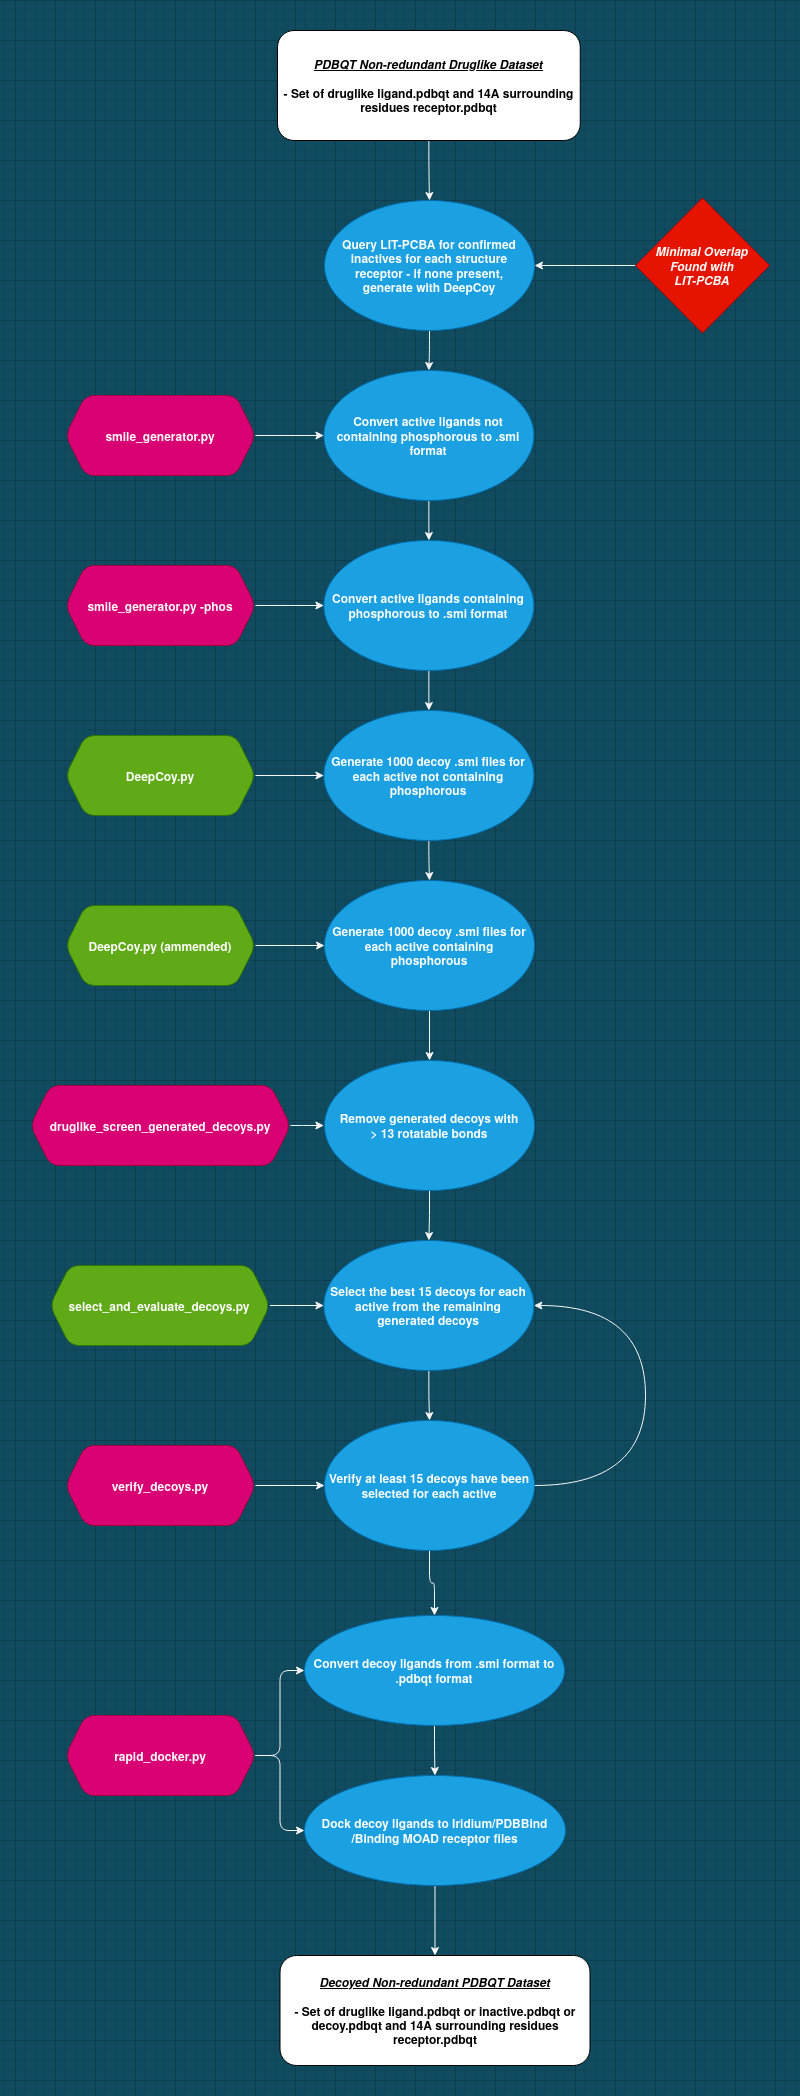 PDBQT Non-redundant Druglike Dataset
- Set of druglike ligand.pdbqt and 14A surrounding
residues receptor.pdbqt
Query LIT-PCBA for confirmed
inactives for each structure
receptor - if none present,
generate with DeepCoy
Minimal Overlap
Found with
LIT-PCBA
smile_generator.py
Convert active ligands not
containing phosphorous to .smi
format
smile_generator.py -phos
Convert active ligands containing
phosphorous to .smi format
DeepCoy.py
Generate 1000 decoy .smi files for
each active not containing
phosphorous
DeepCoy.py (ammended)
Generate 1000 decoy .smi files for
each active containing
phosphorous
druglike_screen_generated_decoys.py
Remove generated decoys with
> 13 rotatable bonds
select_and_evaluate_decoys.py
Select the best 15 decoys for each
active from the remaining
generated decoys
verify_decoys.py
Verify at least 15 decoys have been
selected for each active
Convert decoy ligands from .smi format to
.pdbqt format
rapid_docker.py
Dock decoy ligands to Iridium/PDBBind
/Binding MOAD receptor files
Decoyed Non-redundant PDBQT Dataset
- Set of druglike ligand.pdbqt or inactive.pdbqt or
decoy.pdbqt and 14A surrounding residues
receptor.pdbqt